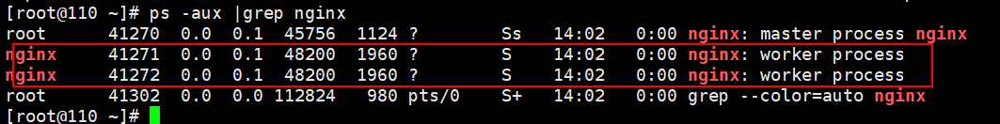 [root@110 ~]# ps -aux |grep nginx
root 41270 0.0 0.1 45756 1124 ? Ss 14:02 0:00 nginx: master process nginx
nginx 41271 0.0 0.1 48200 1960 ? S 14:02 0:00 nginx: worker process
nginx 41272 0.0 0.1 48200 1960 ? S 14:02 0:00 nginx: worker process
root 41302 0.0 0.0 112824 980 pts/0 S+ 14:02 0:00 grep --color=auto nginx
[root@110 ~]#